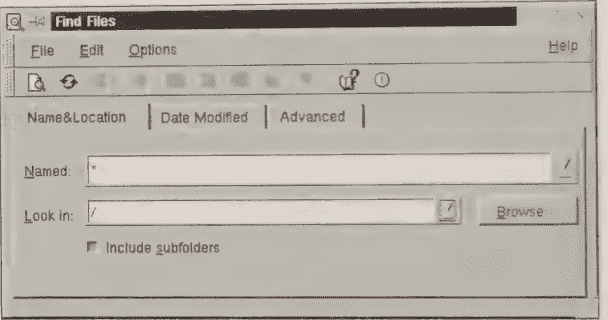 Find Files
File Edit Options Help
Name&Location Date Modified Advanced
Named: *
Look in: / Browse
Include subfolders